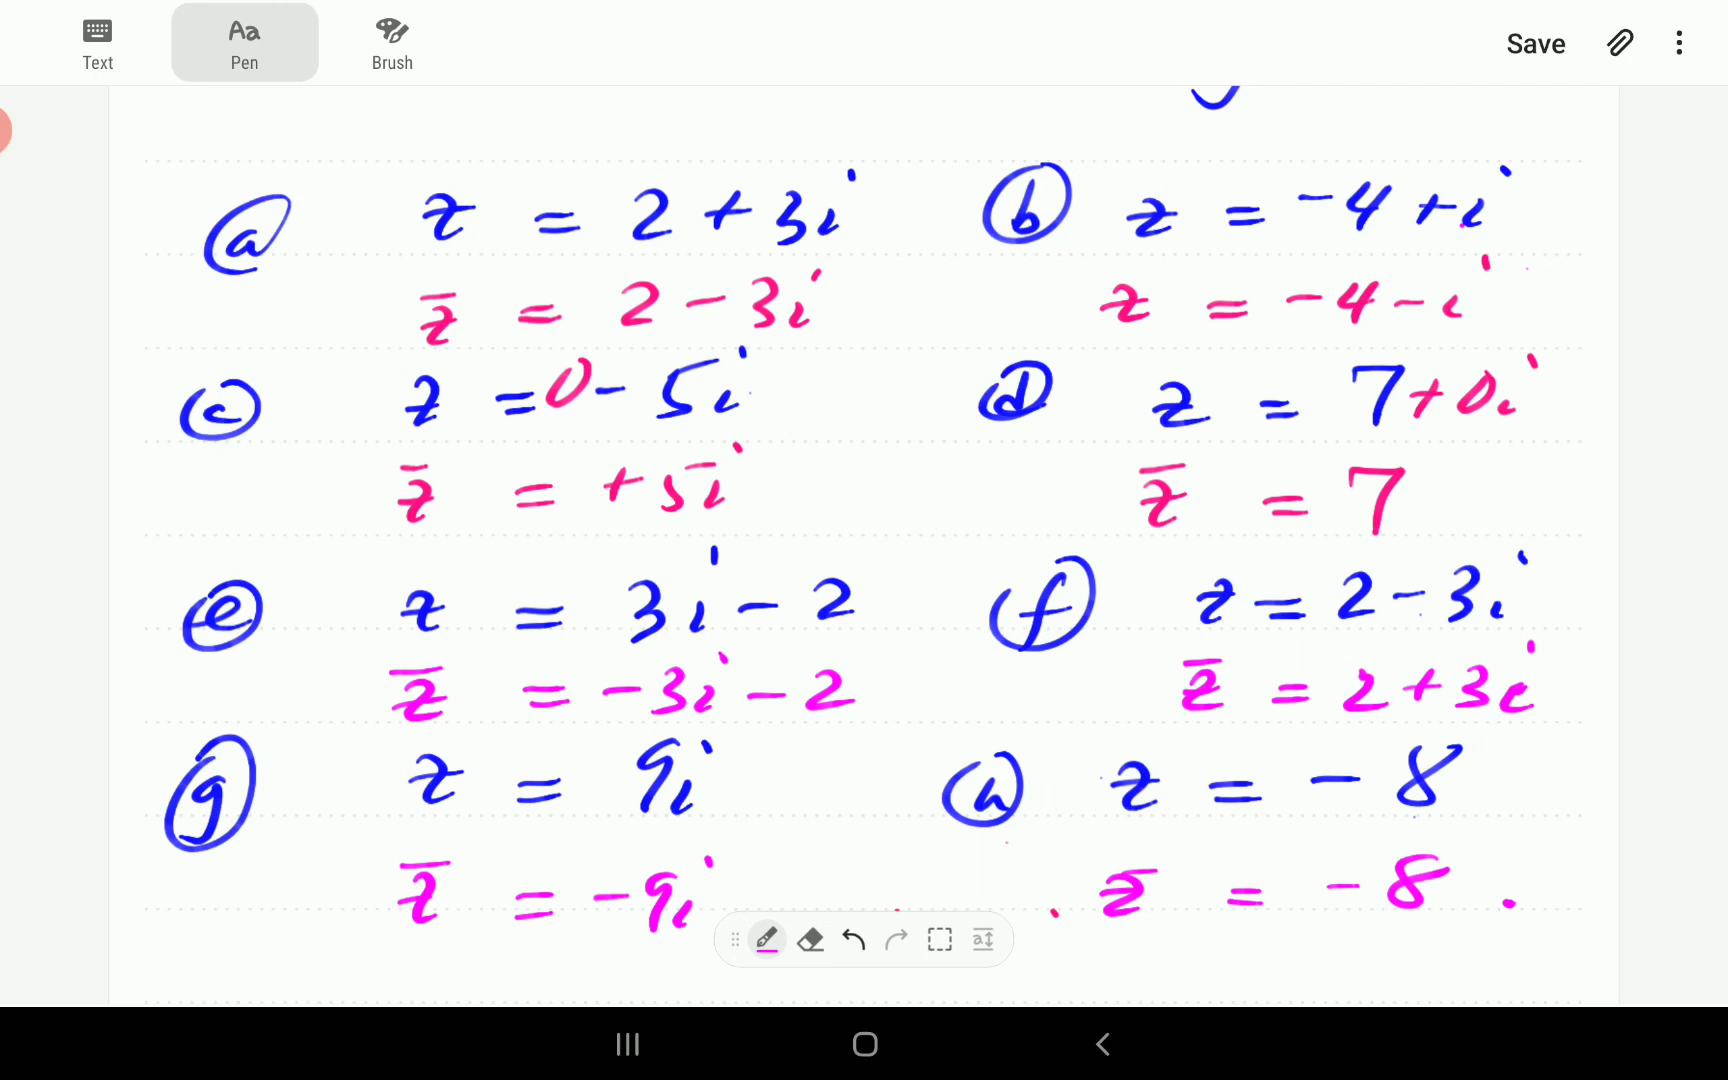 Text Pen Brush Save
a z = 2 + 3i b z = -4 + i
z̅ = 2 - 3i z = -4 - i
c z = 0 - 5i d z = 7 + 0i
z̅ = +5i z̅ = 7
e z = 3i - 2 f z = 2 - 3i
z̅ = -3i - 2 z̅ = 2 + 3i
g z = 9i h z = -8
z̅ = -9i z̅ = -8 .